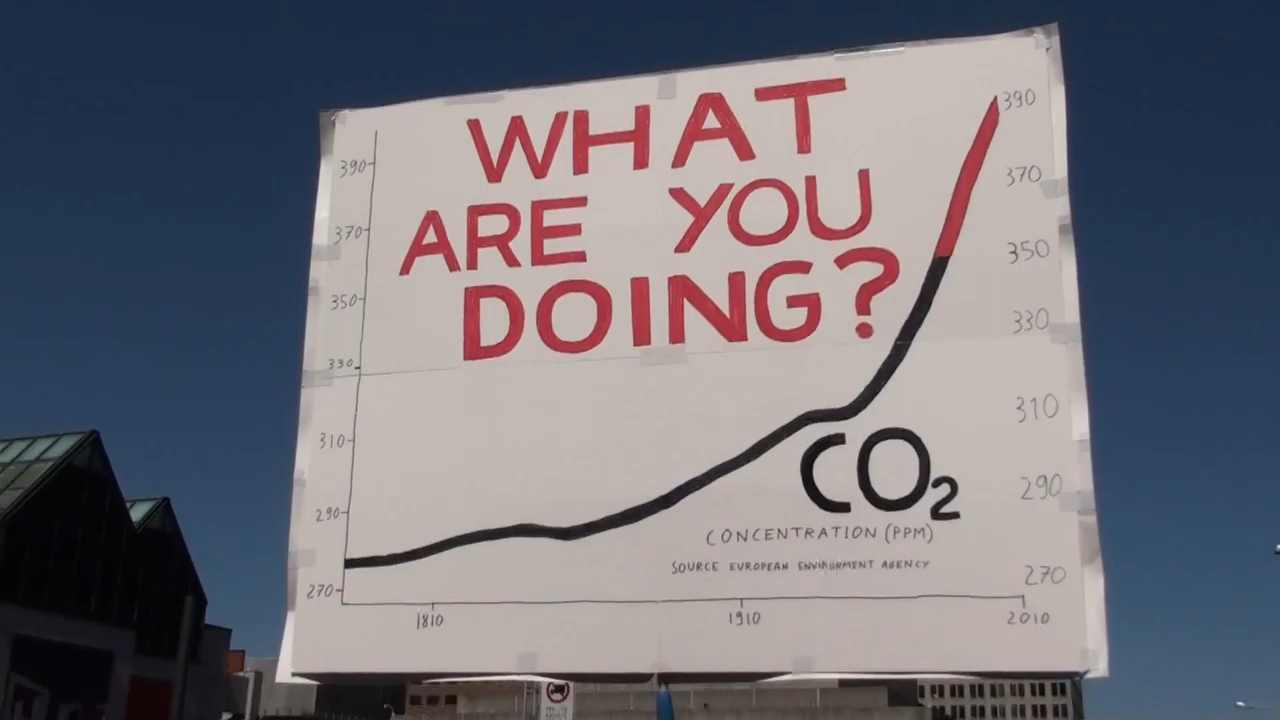 WHAT
ARE YOU
DOING?
390
370
350
330
310
290
270
390
370
350
330
310
290
270
CO2
CONCENTRATION (PPM)
SOURCE EUROPEAN ENVIRORMENT AGENCY
1810
1910
2010